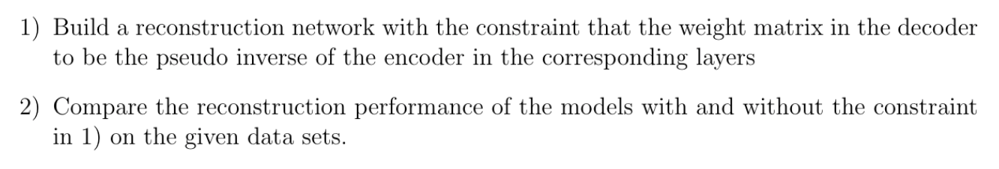 1) Build a reconstruction network with the constraint that the weight matrix in the decoder
to be the pseudo inverse of the encoder in the corresponding layers
2) Compare the reconstruction performance of the models with and without the constraint
in 1) on the given data sets.